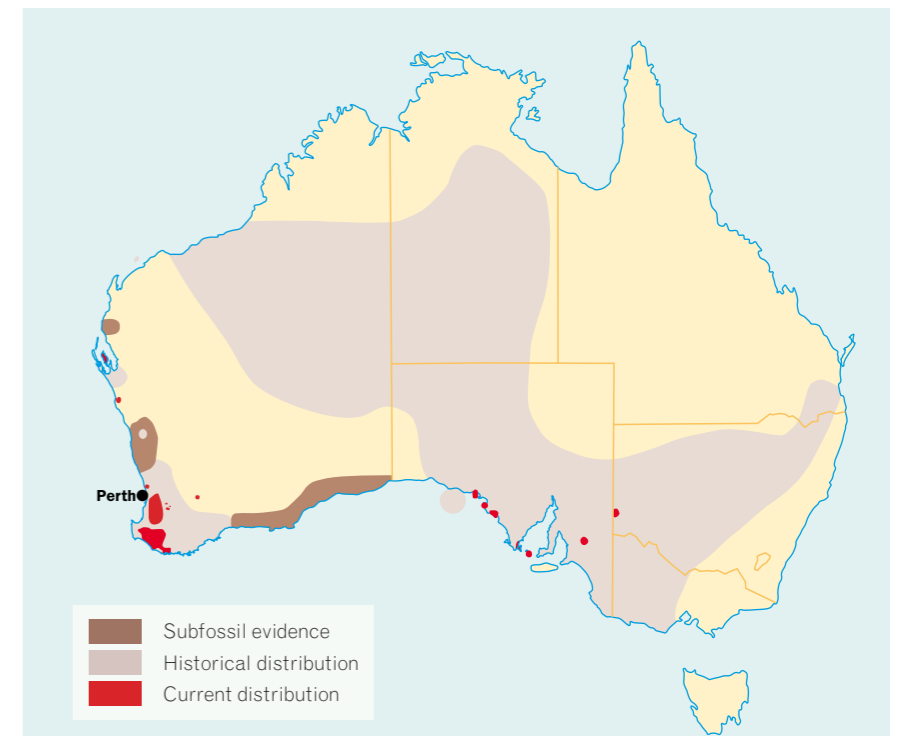 Perth
Subfossil evidence
Historical distribution
Current distribution